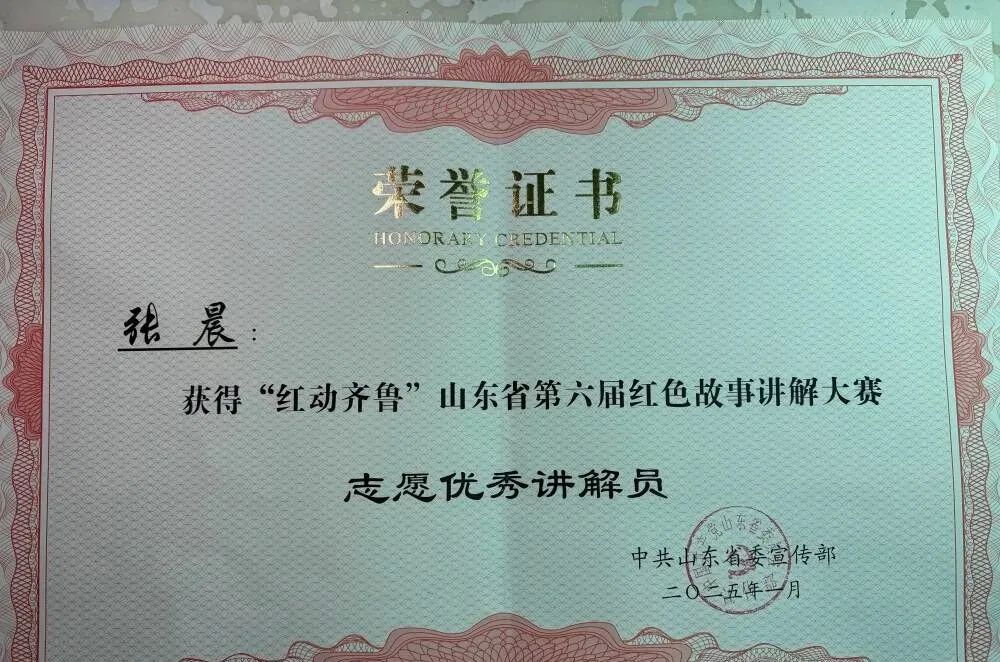 荣誉证书
HONORARY CREDENTIAL
张 晨：
获得“红动齐鲁”山东省第六届红色故事讲解大赛
志愿优秀讲解员
中共山东省委宣传部
二〇二五年一月